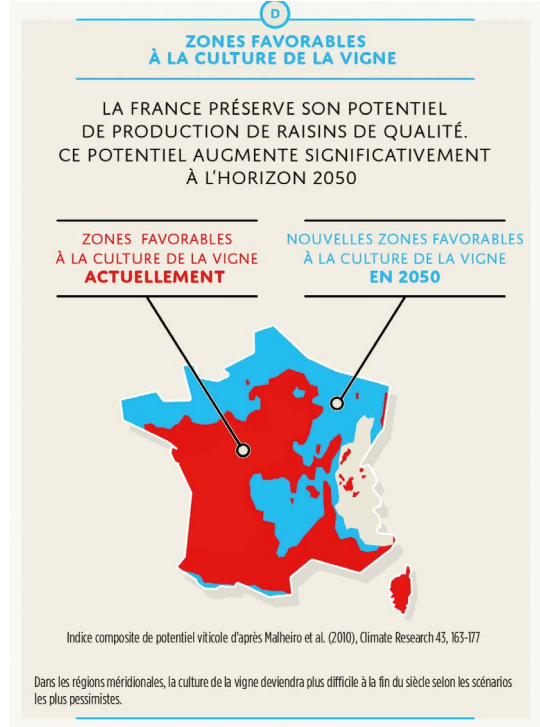 D
ZONES FAVORABLES
À LA CULTURE DE LA VIGNE
LA FRANCE PRÉSERVE SON POTENTIEL
DE PRODUCTION DE RAISINS DE QUALITÉ.
CE POTENTIEL AUGMENTE SIGNIFICATIVEMENT
À L'HORIZON 2050
ZONES FAVORABLES
À LA CULTURE DE LA VIGNE
ACTUELLEMENT
NOUVELLES ZONES FAVORABLES
À LA CULTURE DE LA VIGNE
EN 2050
Indice composite de potentiel viticole d'après Malheiro et al. (2010), Climate Research 43, 163-177
Dans les régions méridionales, la culture de la vigne deviendra plus difficile à la fin du siècle selon les scénarios
les plus pessimistes.